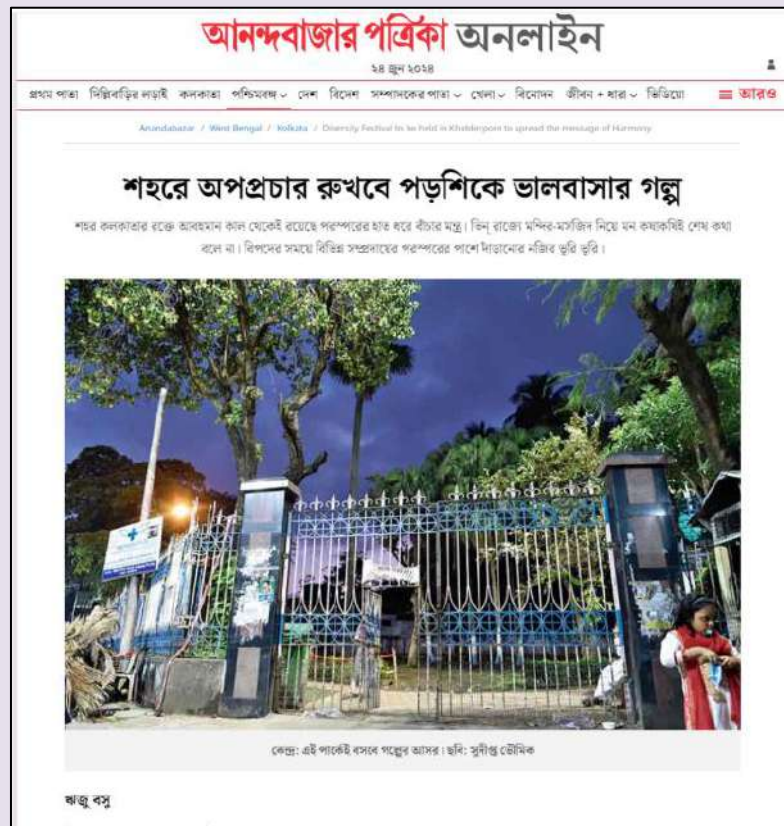 আনন্দবাজার পত্রিকা অনলাইন
২৪ জুন ২০২৪
প্রথম পাতা দিল্লিবাড়ির লড়াই কলকাতা পশ্চিমবঙ্গ দেশ বিদেশ সম্পাদকের পাতা খেলা বিনোদন জীবন + ধারা ভিডিয়ো আরও
Anandabazar / West Bengal / Kolkata / Diversity Festival to be held in Khidderpore to spread the message of Harmony
শহরে অপপ্রচার রুখবে পড়শিকে ভালবাসার গল্প
শহর কলকাতার রক্তে আবহমান কাল থেকেই রয়েছে পরস্পরের হাত ধরে বাঁচার মন্ত্র। ভিন্ রাজ্যে মন্দির-মসজিদ নিয়ে মন কষাকষিই শেষ কথা
বলে না। বিপদের সময়ে বিভিন্ন সম্প্রদায়ের পরস্পরের পাশে দাঁড়ানোর নজির ভূরি ভূরি।
কেন্দ্র: এই পার্কেই বসবে গল্পের আসর। ছবি: সুদীপ্ত ভৌমিক
ঋজু বসু